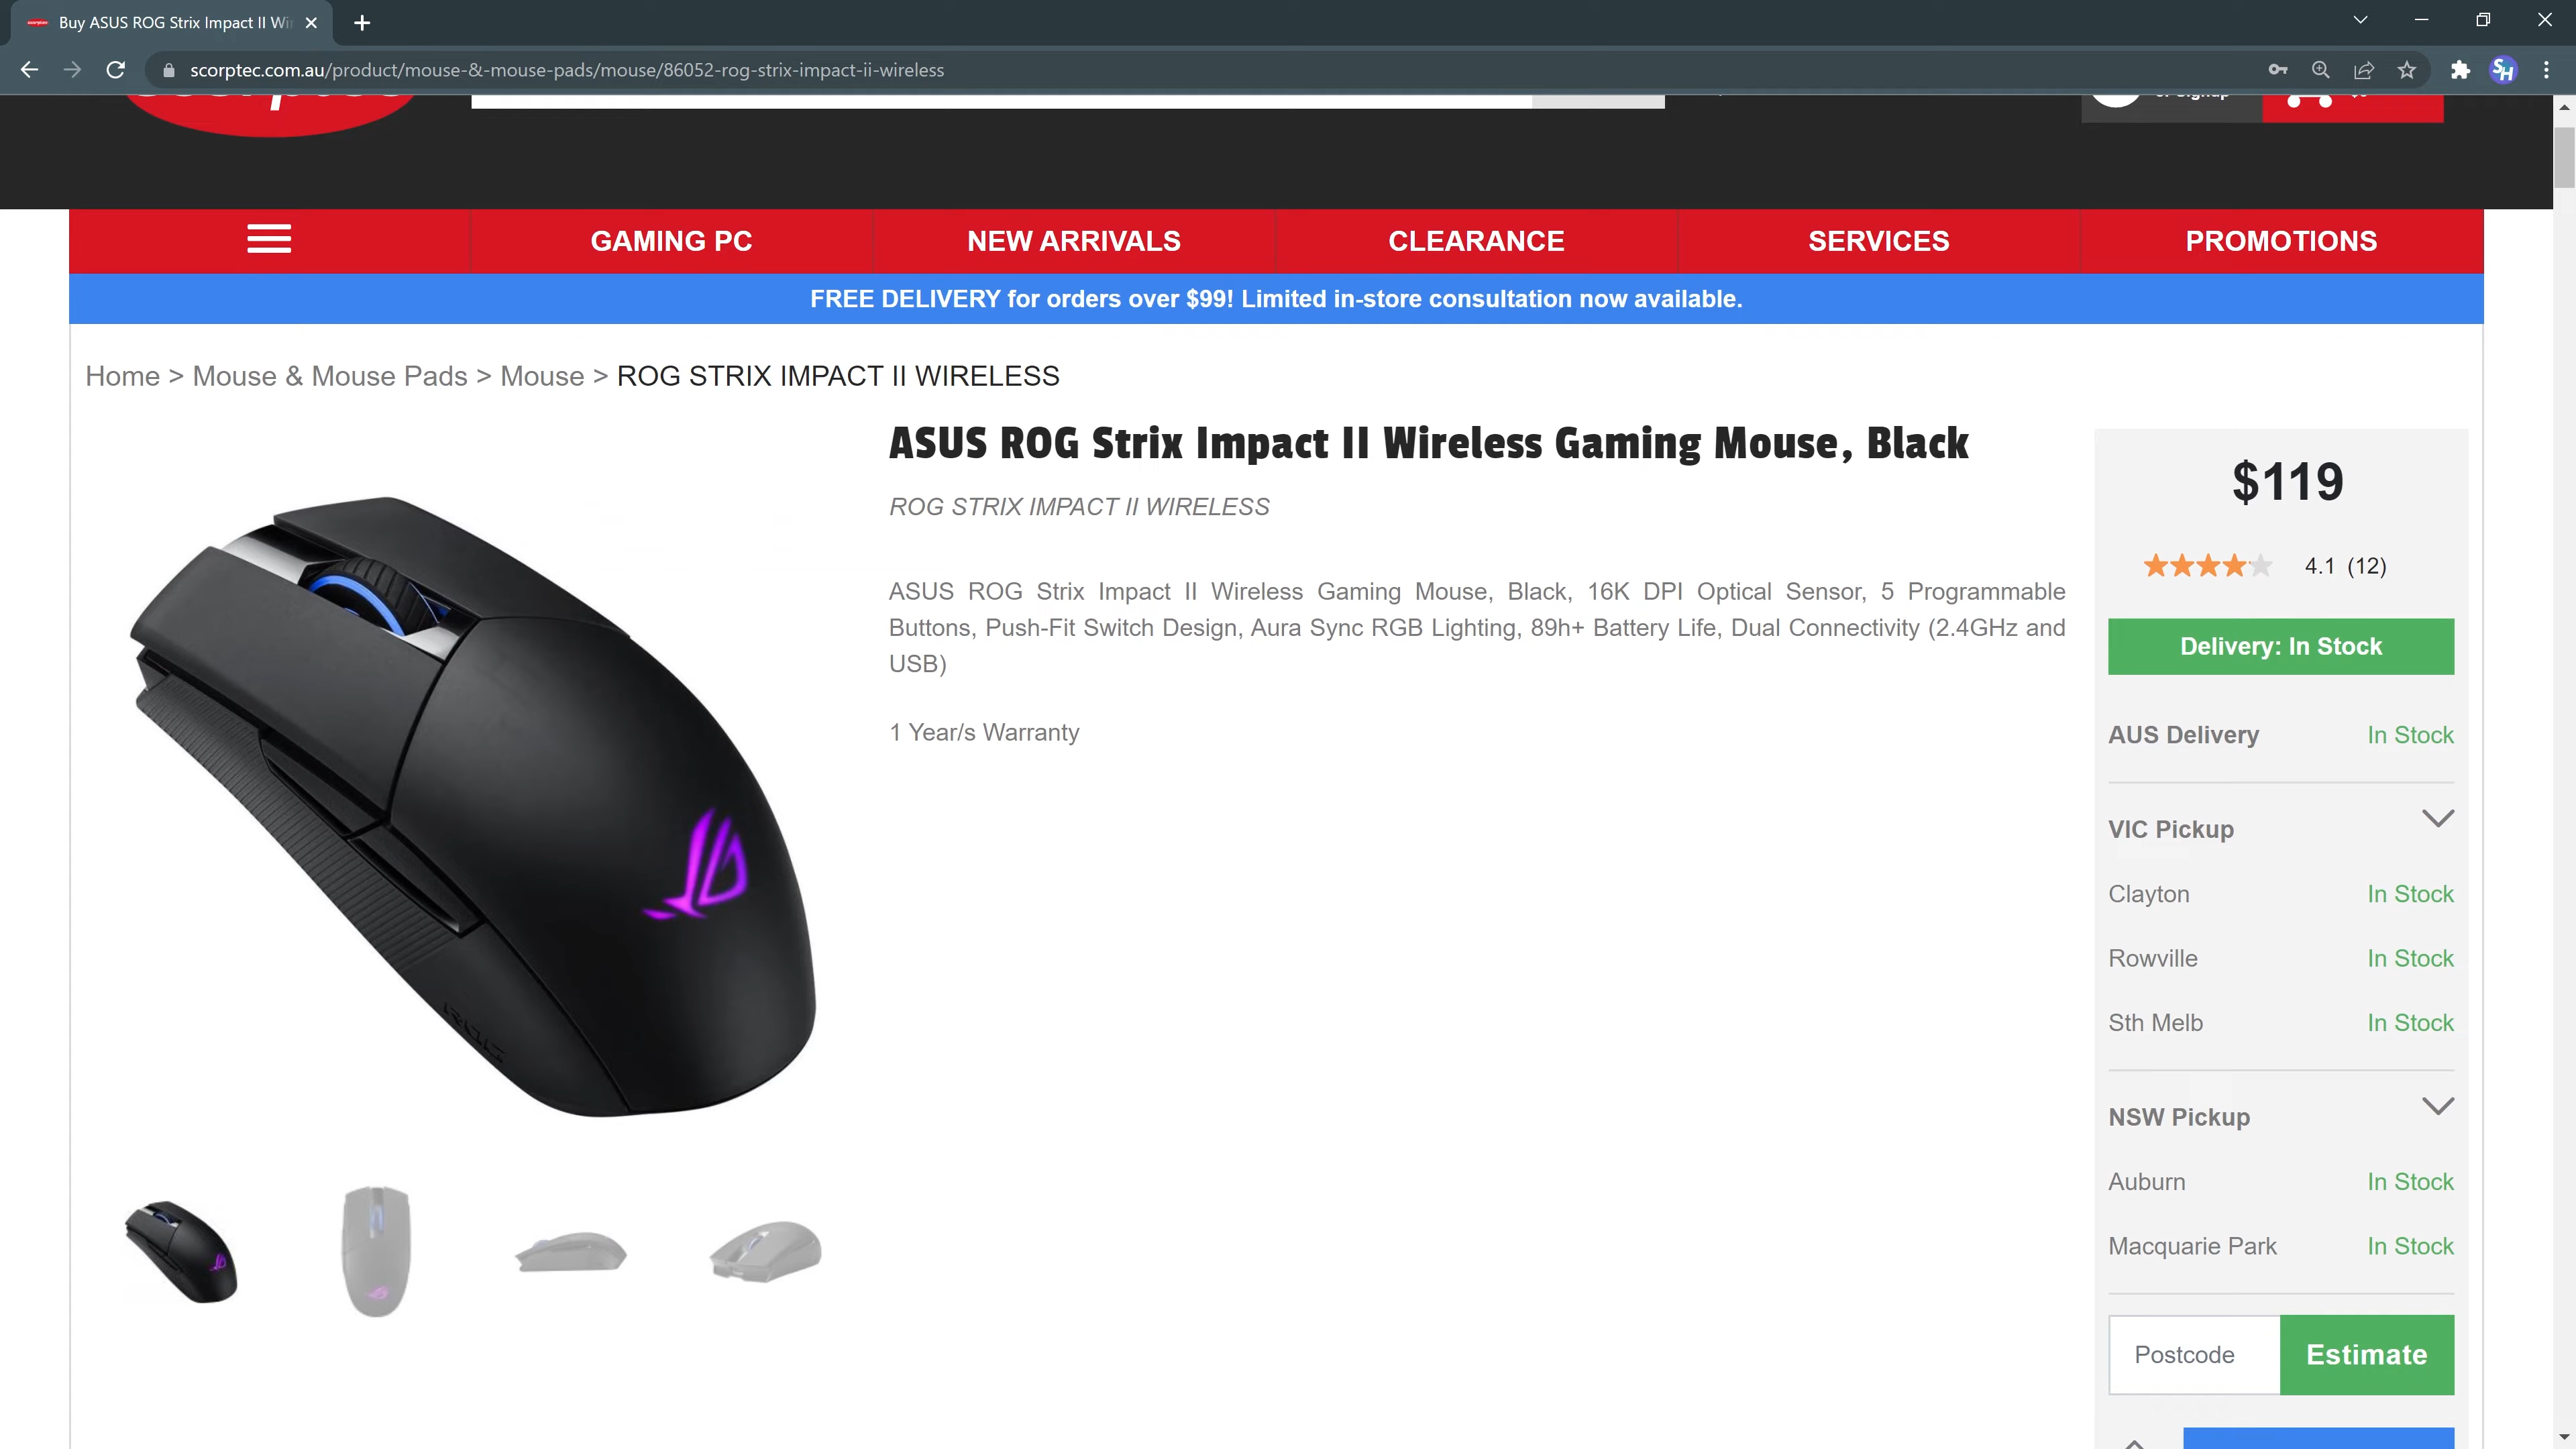 Buy ASUS ROG Strix Impact II Wi
scorptec.com.au/product/mouse-&-mouse-pads/mouse/86052-rog-strix-impact-ii-wireless
GAMING PC
NEW ARRIVALS
CLEARANCE
SERVICES
PROMOTIONS
FREE DELIVERY for orders over $99! Limited in-store consultation now available.
Home > Mouse & Mouse Pads > Mouse > ROG STRIX IMPACT II WIRELESS
ASUS ROG Strix Impact II Wireless Gaming Mouse, Black
ROG STRIX IMPACT II WIRELESS
ASUS ROG Strix Impact II Wireless Gaming Mouse, Black, 16K DPI Optical Sensor, 5 Programmable
Buttons, Push-Fit Switch Design, Aura Sync RGB Lighting, 89h+ Battery Life, Dual Connectivity (2.4GHz and
USB)
1 Year/s Warranty
$119
4.1 (12)
Delivery: In Stock
AUS Delivery In Stock
VIC Pickup
Clayton In Stock
Rowville In Stock
Sth Melb In Stock
NSW Pickup
Auburn In Stock
Macquarie Park In Stock
Postcode Estimate